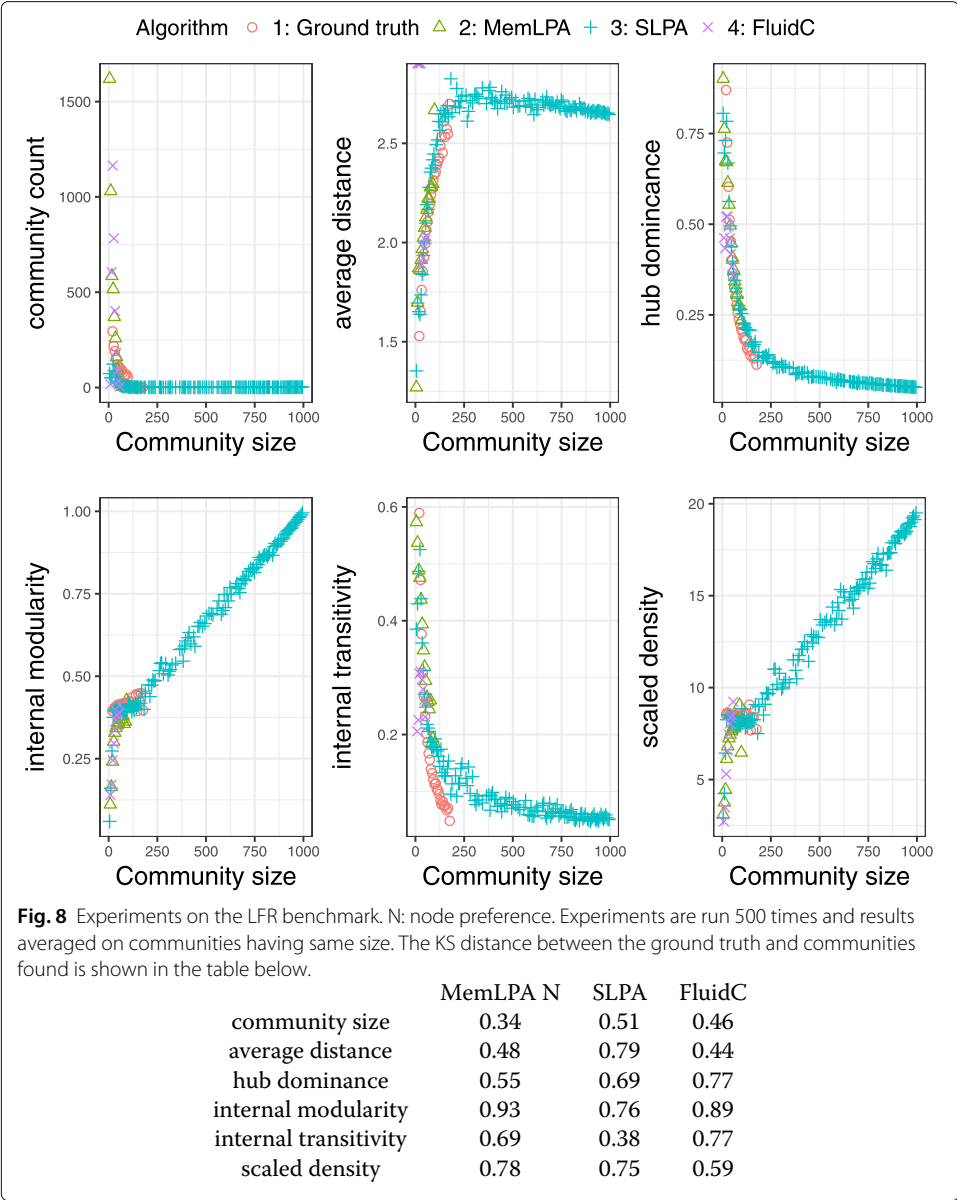 Algorithm 1: Ground truth 2: MemLPA 3: SLPA 4: FluidC
community count
1500
1000
500
0
0 250 500 750 1000
Community size
average distance
2.5
2.0
1.5
0 250 500 750 1000
Community size
hub domincance
0.75
0.50
0.25
0 250 500 750 1000
Community size
internal modularity
1.00
0.75
0.50
0.25
0 250 500 750 1000
Community size
internal transitivity
0.6
0.4
0.2
0 250 500 750 1000
Community size
scaled density
20
15
10
5
0 250 500 750 1000
Community size
Fig. 8 Experiments on the LFR benchmark. N: node preference. Experiments are run 500 times and results
averaged on communities having same size. The KS distance between the ground truth and communities
found is shown in the table below.
MemLPA N SLPA FluidC
community size 0.34 0.51 0.46
average distance 0.48 0.79 0.44
hub dominance 0.55 0.69 0.77
internal modularity 0.93 0.76 0.89
internal transitivity 0.69 0.38 0.77
scaled density 0.78 0.75 0.59